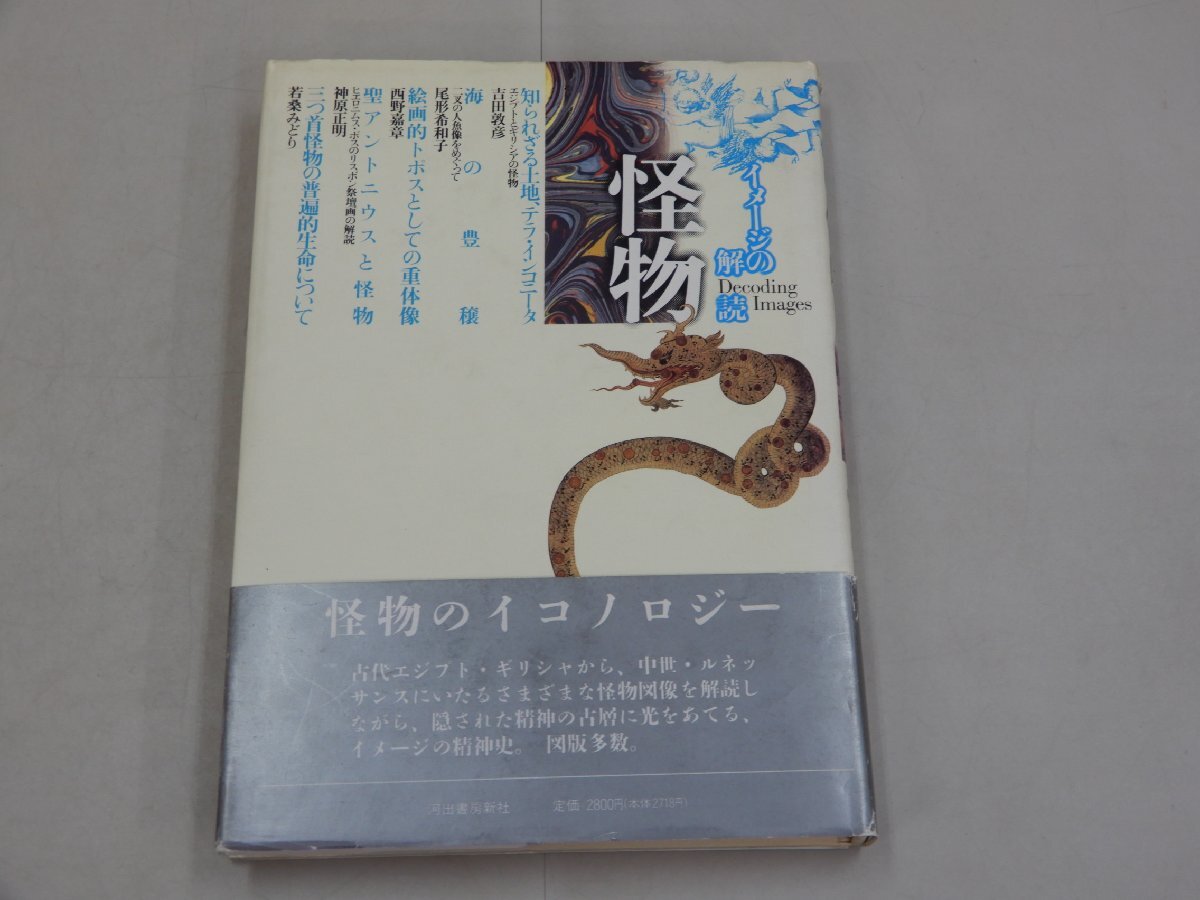 イメージの
解読
Decoding
Images
怪物
知られざる土地、テラ・インコニータ
エジプトとギリシアの怪物
吉田敦彦
海の豊穣
二叉の人魚像をめぐって
尾形希和子
絵画的トポスとしての重体像
西野嘉章
聖アントニウスと怪物
ヒエロニムス・ボスのリスボン祭壇画の解読
神原正明
三つ首怪物の普遍的生命について
若桑みどり
怪物のイコノロジー
古代エジプト・ギリシャから、中世・ルネッ
サンスにいたるさまざまな怪物図像を解読し
ながら、隠された精神の古層に光をあてる、
イメージの精神史。 図版多数。
河出書房新社 定価 2800円(本体2718円)